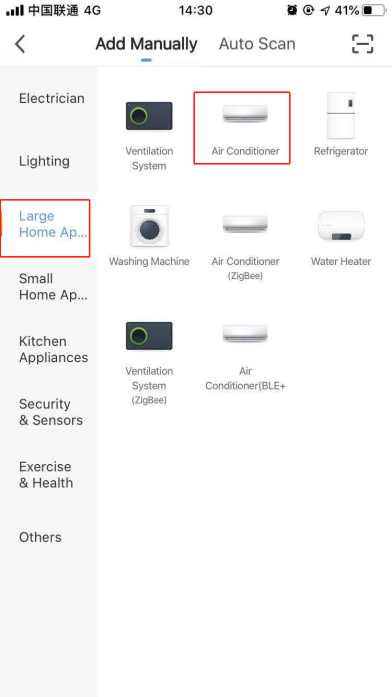 中国联通 4G 14:30 41%
Add Manually Auto Scan
Electrician
Lighting
Large
Home Ap...
Small
Home Ap...
Kitchen
Appliances
Security
& Sensors
Exercise
& Health
Others
Ventilation
System
Air Conditioner
Refrigerator
Washing Machine
Air Conditioner
(ZigBee)
Water Heater
Ventilation
System
(ZigBee)
Air
Conditioner(BLE+